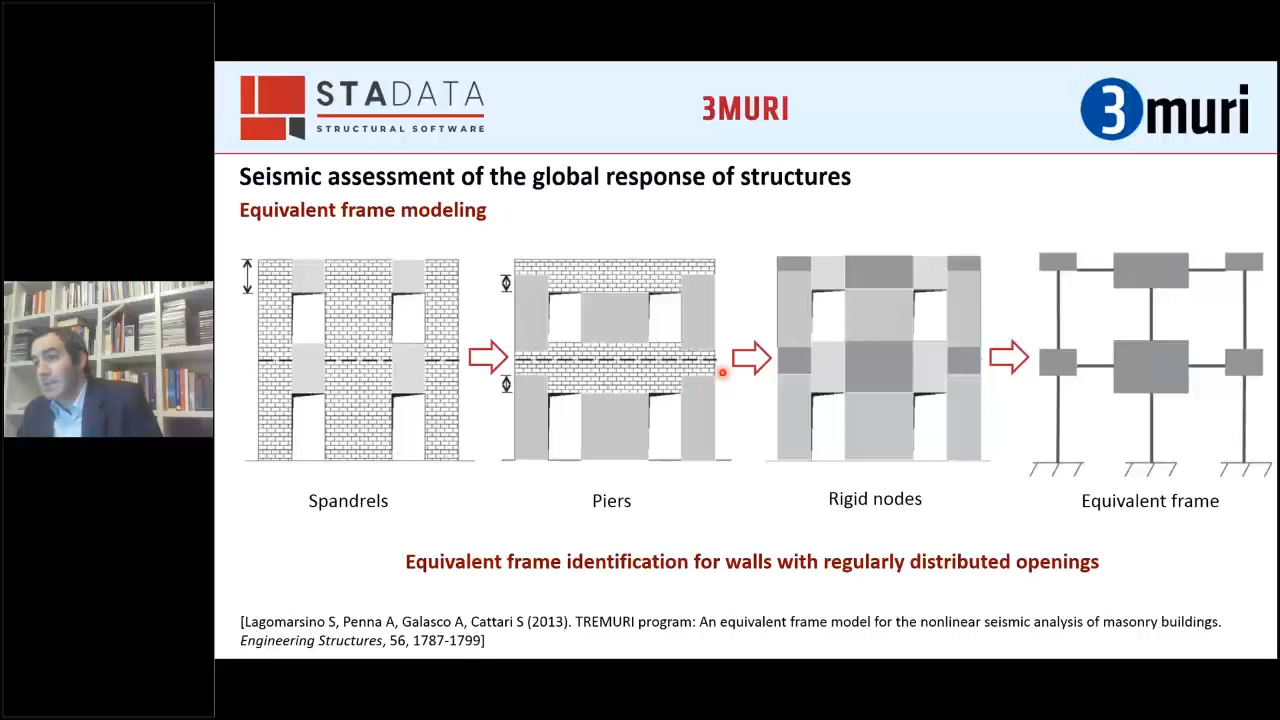 STADATA
STRUCTURAL SOFTWARE
3MURI
3muri
Seismic assessment of the global response of structures
Equivalent frame modeling
Spandrels
Piers
Rigid nodes
Equivalent frame
Equivalent frame identification for walls with regularly distributed openings
[Lagomarsino S, Penna A, Galasco A, Cattari S (2013). TREMURI program: An equivalent frame model for the nonlinear seismic analysis of masonry buildings.
Engineering Structures, 56, 1787-1799]